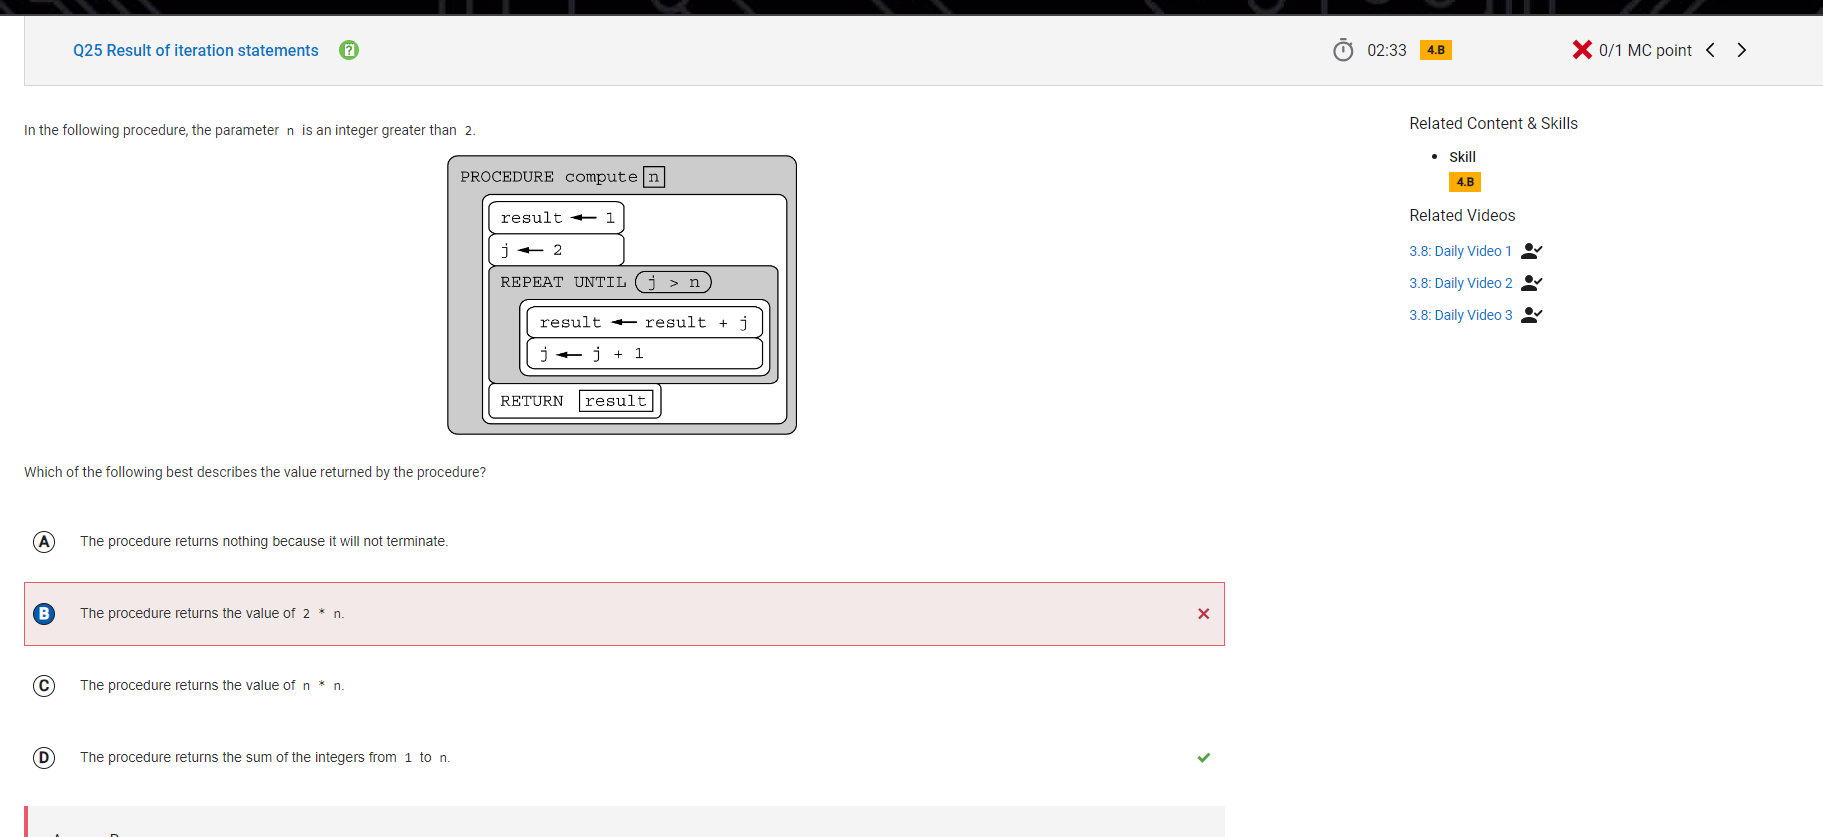 Q25 Result of iteration statements
02:33 4.B
0/1 MC point
In the following procedure, the parameter n is an integer greater than 2.
PROCEDURE compute n
result ← 1
j ← 2
REPEAT UNTIL j > n
result ← result + j
j ← j + 1
RETURN result
Which of the following best describes the value returned by the procedure?
A The procedure returns nothing because it will not terminate.
B The procedure returns the value of 2 * n.
C The procedure returns the value of n * n.
D The procedure returns the sum of the integers from 1 to n.
Related Content & Skills
• Skill
4.B
Related Videos
3.8: Daily Video 1
3.8: Daily Video 2
3.8: Daily Video 3